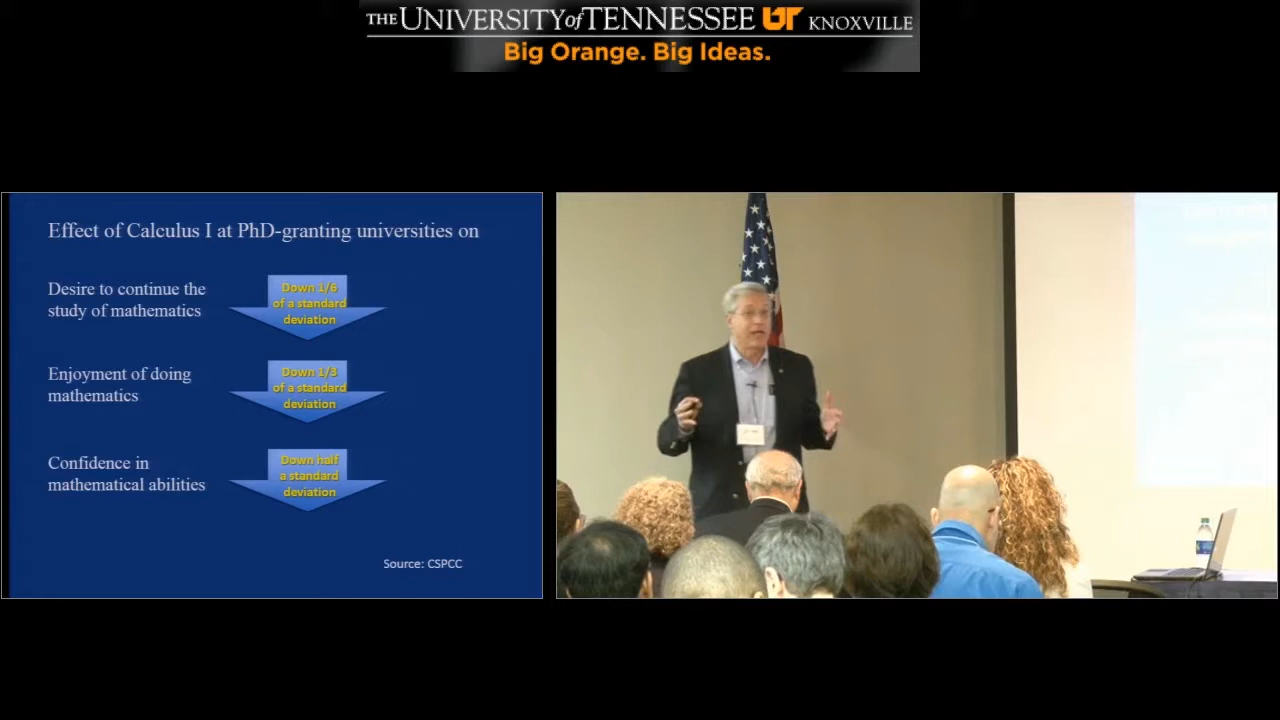 THE UNIVERSITY of TENNESSEE UT KNOXVILLE
Big Orange. Big Ideas.
Effect of Calculus I at PhD-granting universities on
Desire to continue the
study of mathematics
Down 1/6
of a standard
deviation
Enjoyment of doing
mathematics
Down 1/3
of a standard
deviation
Confidence in
mathematical abilities
Down half
a standard
deviation
Source: CSPCC